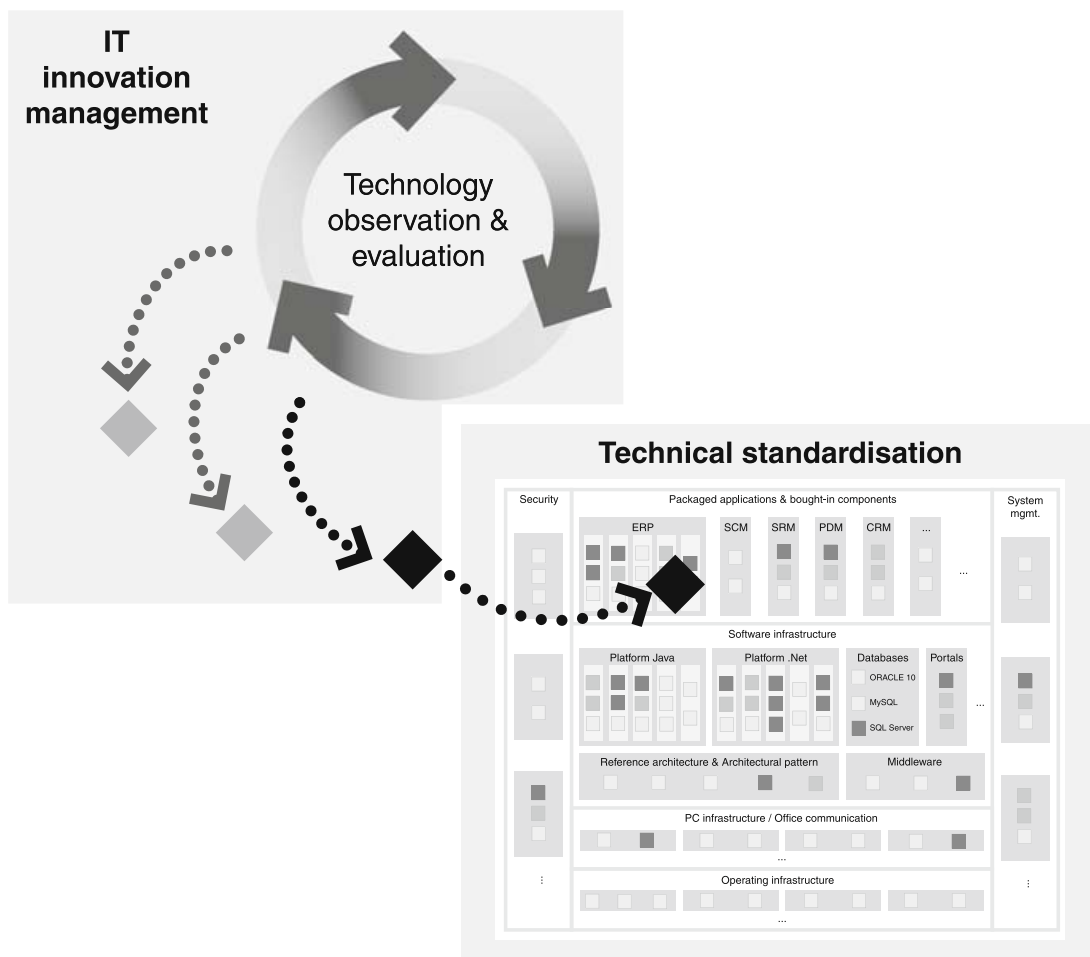 IT
innovation
management
Technology
observation &
evaluation
Technical standardisation
Security
Packaged applications & bought-in components
System
mgmt.
ERP
SCM
SRM
PDM
CRM
...
...
Software infrastructure
Platform Java
Platform .Net
Databases
Portals
ORACLE 10
MySQL
SQL Server
...
Reference architecture & Architectural pattern
Middleware
PC infrastructure / Office communication
...
Operating infrastructure
...
...
...